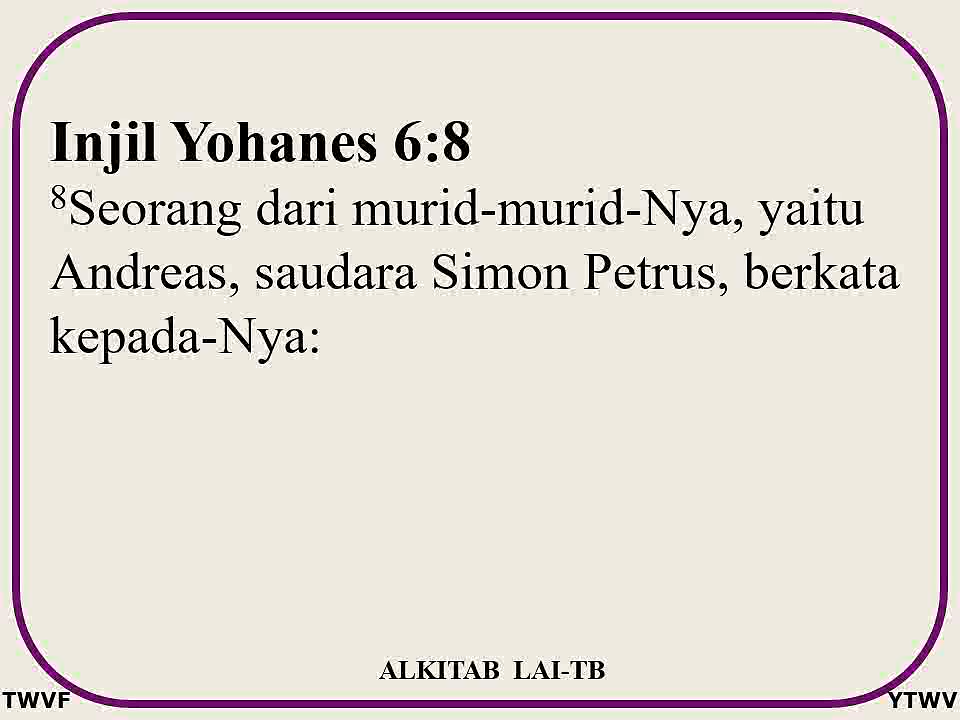 Injil Yohanes 6:8
8Seorang dari murid-murid-Nya, yaitu
Andreas, saudara Simon Petrus, berkata
kepada-Nya:
ALKITAB LAI-TB
TWVF
YTWV